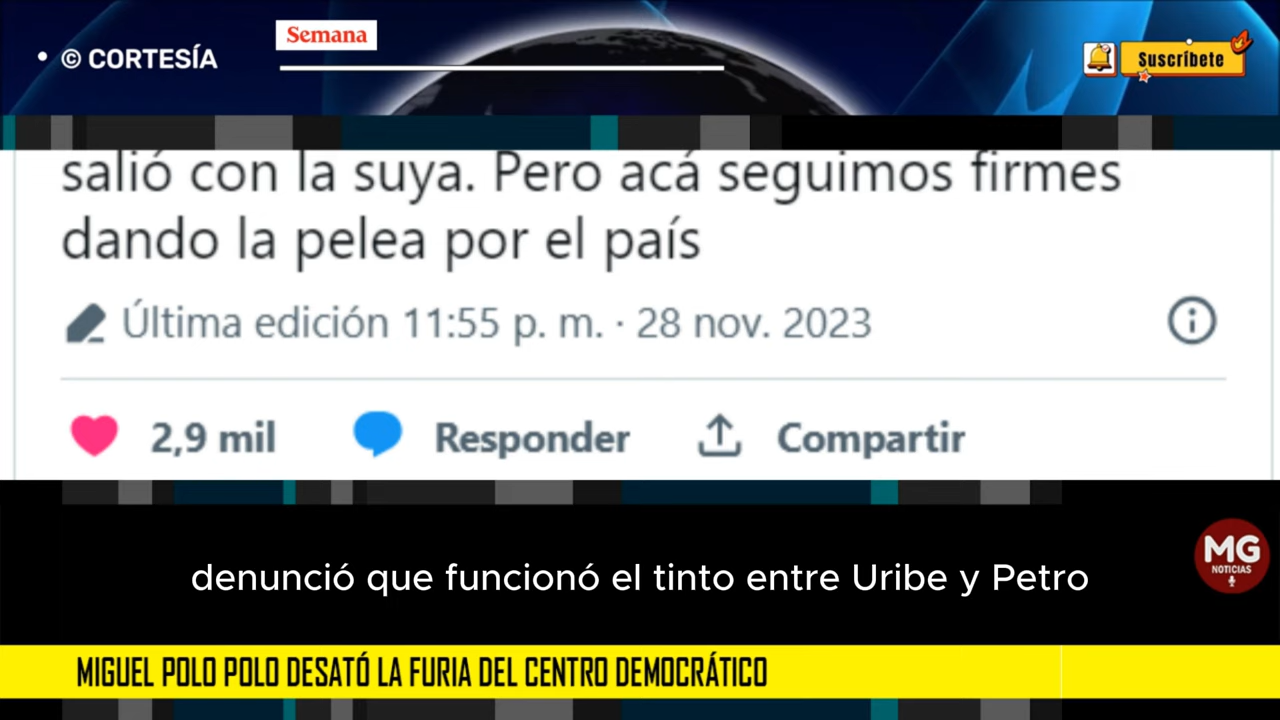 © CORTESÍA
Semana
Suscríbete
salió con la suya. Pero acá seguimos firmes
dando la pelea por el país
Última edición 11:55 p. m. · 28 nov. 2023
2,9 mil Responder Compartir
denunció que funcionó el tinto entre Uribe y Petro
MG
NOTICIAS
MIGUEL POLO POLO DESATÓ LA FURIA DEL CENTRO DEMOCRÁTICO